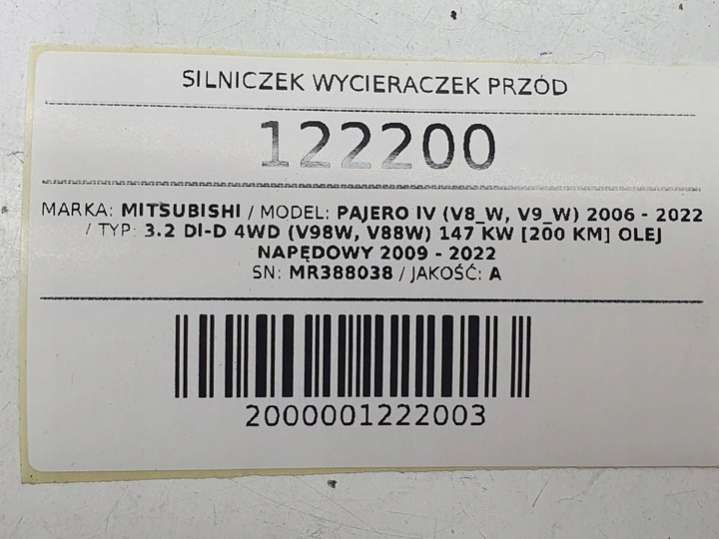 SILNICZEK WYCIERACZEK PRZÓD
122200
MARKA: MITSUBISHI / MODEL: PAJERO IV (V8_W, V9_W) 2006 - 2022
/ TYP: 3.2 DI-D 4WD (V98W, V88W) 147 KW [200 KM] OLEJ
NAPĘDOWY 2009 - 2022
SN: MR388038 / JAKOŚĆ: A
2000001222003